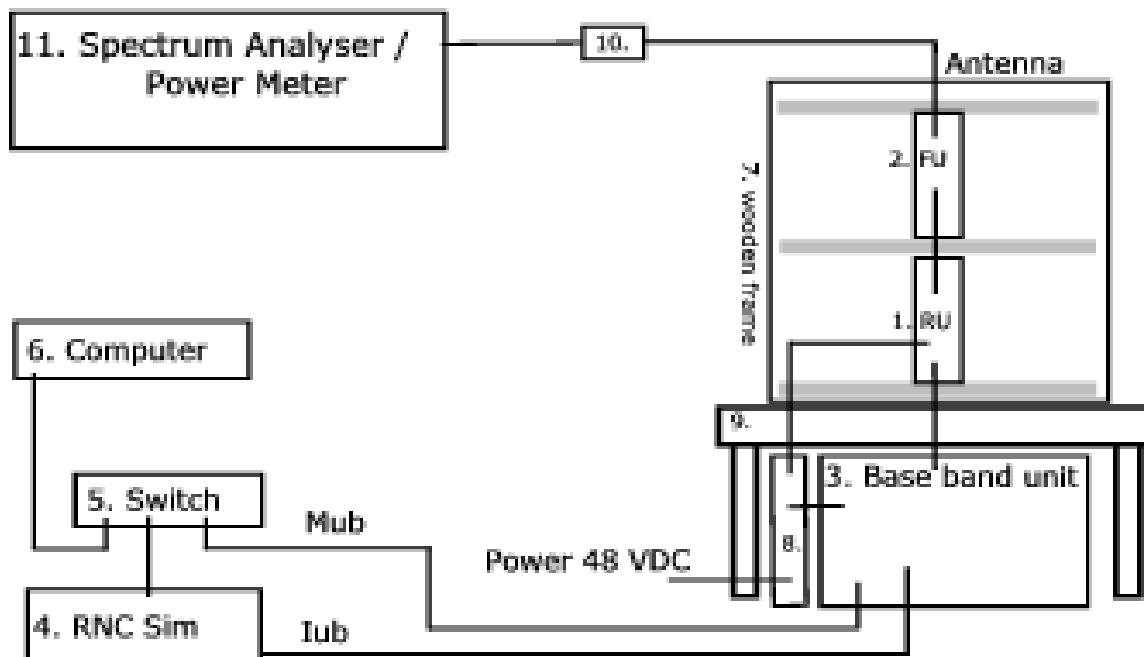 11. Spectrum Analyser /
Power Meter
10.
Antenna
2. FU
7. wooden frame
1. RU
6. Computer
9.
3. Base band unit
5. Switch
Mub
8.
Power 48 VDC
4. RNC Sim
Iub